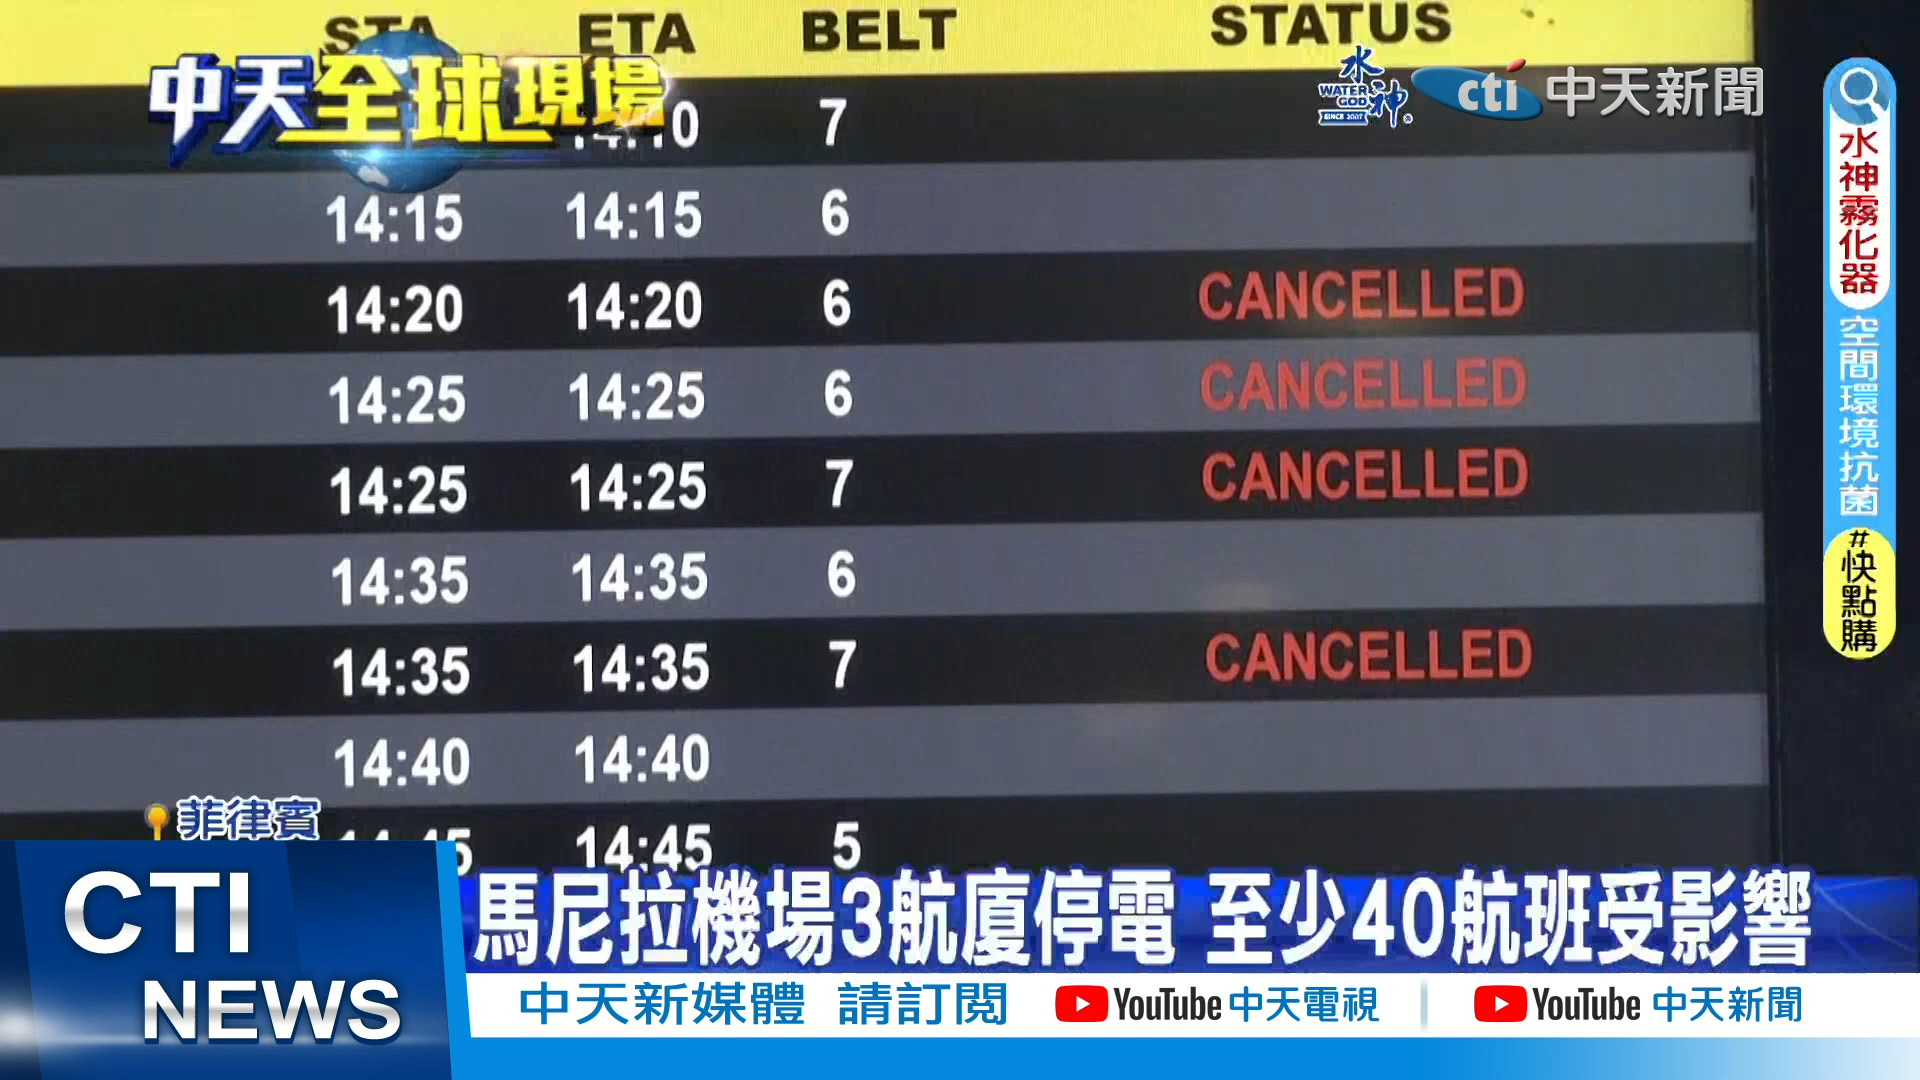 STA ETA BELT STATUS
中天全球現場
水神
WATER GOD
SINCE 2007
cti 中天新聞
14:10 7
14:15 14:15 6
14:20 14:20 6 CANCELLED
14:25 14:25 6 CANCELLED
14:25 14:25 7 CANCELLED
14:35 14:35 6
14:35 14:35 7 CANCELLED
14:40 14:40
14:45 14:45 5
水神霧化器
空間環境抗菌
#快點購
菲律賓
CTI NEWS
馬尼拉機場3航廈停電 至少40航班受影響
中天新媒體 請訂閱 YouTube 中天電視 | YouTube 中天新聞